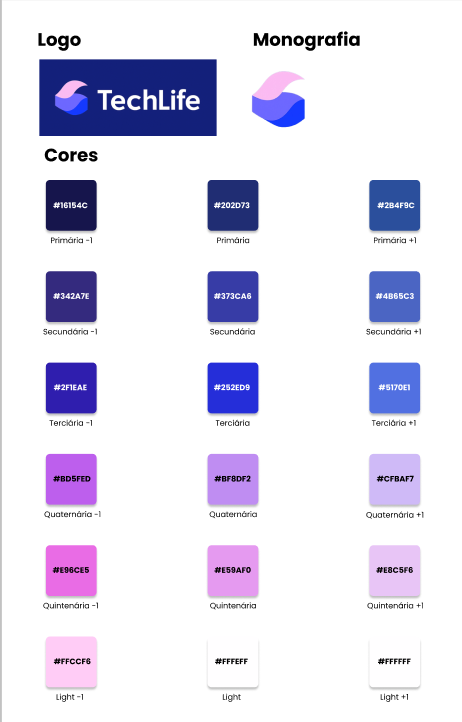 Logo
Monografia
TechLife
Cores
#16154C
#202D73
#2B4F9C
Primária -1
Primária
Primária +1
#342A7E
#373CA6
#4B65C3
Secundária -1
Secundária
Secundária +1
#2F1EAE
#252ED9
#5170E1
Terciária -1
Terciária
Terciária +1
#BD5FED
#BF8DF2
#CFBAF7
Quaternária -1
Quaternária
Quaternária +1
#E96CE5
#E59AF0
#E8C5F6
Quintenária -1
Quintenária
Quintenária +1
#FFCCF6
#FFFEFF
#FFFFFF
Light -1
Light
Light +1